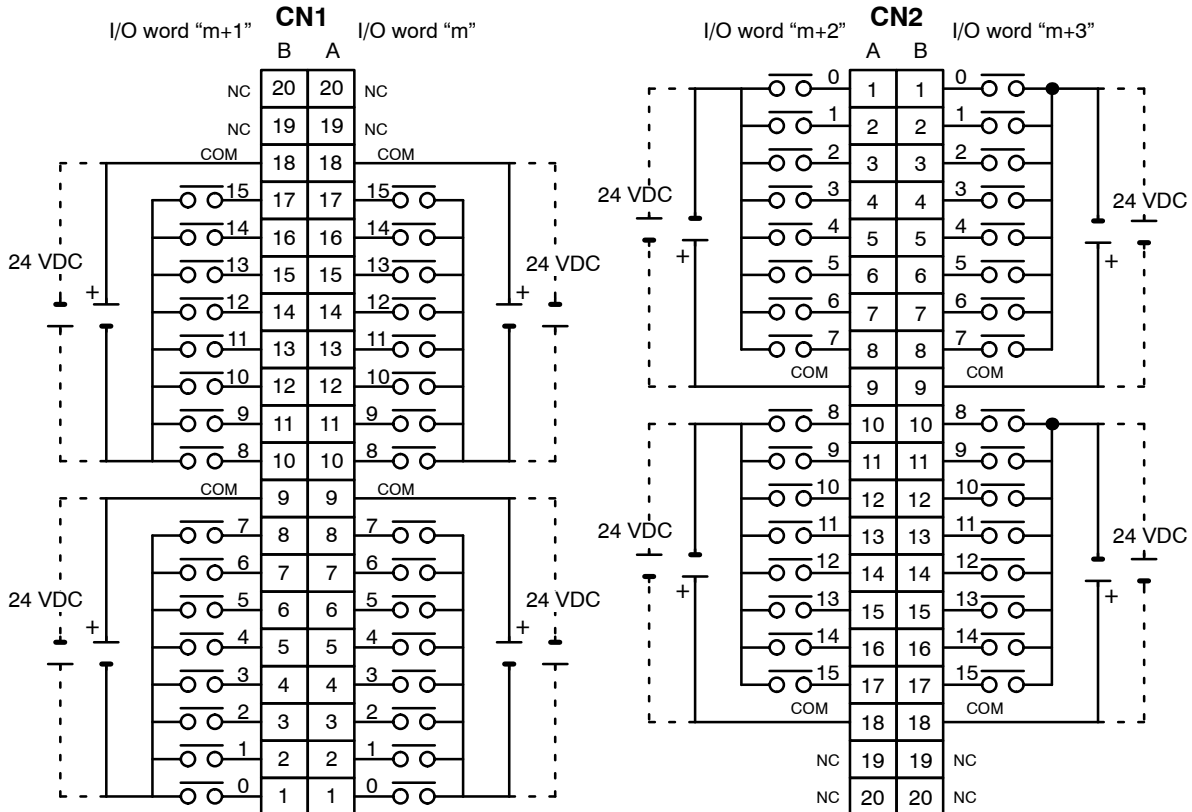 CN1
I/O word “m+1” I/O word “m”
B A
NC 20 20 NC
NC 19 19 NC
COM 18 18 COM
15 17 17 15
14 16 16 14
13 15 15 13
24 VDC 24 VDC
+ 12 14 14 12 +
11 13 13 11
10 12 12 10
9 11 11 9
8 10 10 8
COM 9 9 COM
7 8 8 7
6 7 7 6
24 VDC 5 6 6 5 24 VDC
+ 4 5 5 4 +
3 4 4 3
2 3 3 2
1 2 2 1
0 1 1 0
CN2
I/O word “m+2” I/O word “m+3”
A B
0 1 1 0
1 2 2 1
2 3 3 2
24 VDC 3 4 4 3 24 VDC
4 5 5 4
+ 5 6 6 5 +
6 7 7 6
7 8 8 7
COM 9 9 COM
8 10 10 8
9 11 11 9
10 12 12 10
24 VDC 11 13 13 11 24 VDC
12 14 14 12
+ 13 15 15 13 +
14 16 16 14
15 17 17 15
COM 18 18 COM
NC 19 19 NC
NC 20 20 NC